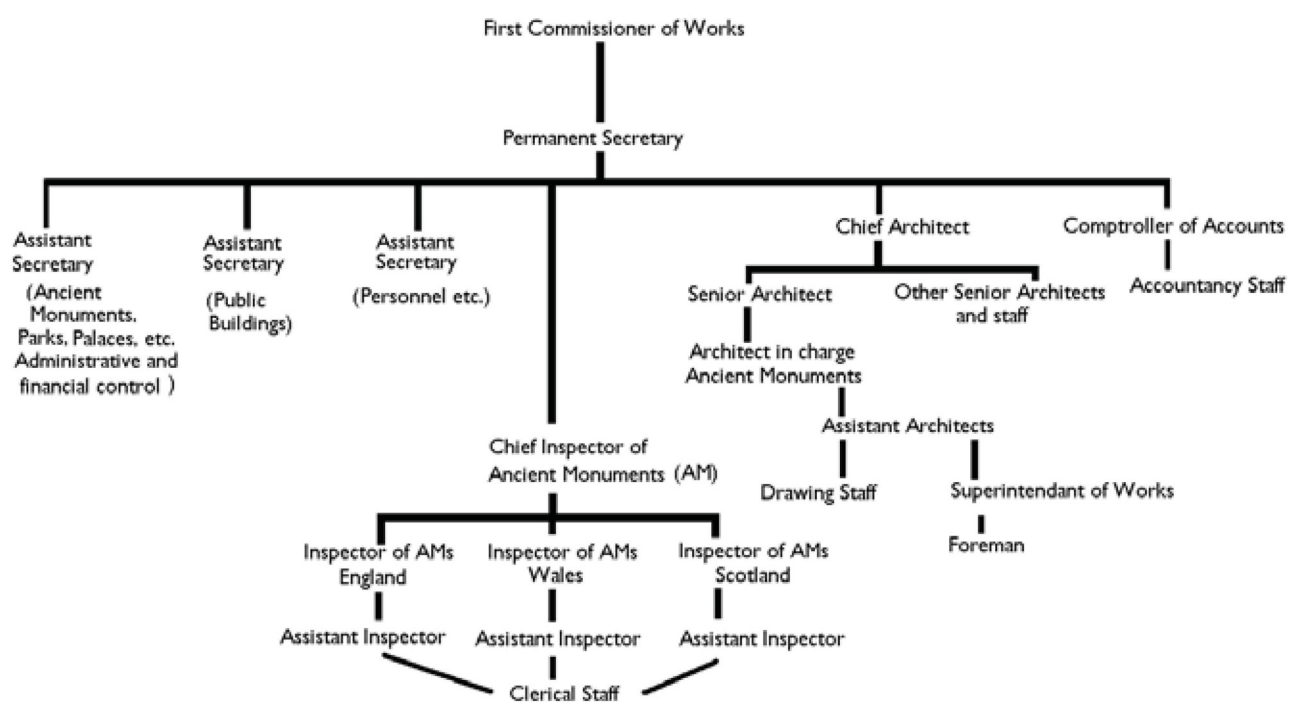 First Commissioner of Works
Permanent Secretary
Assistant
Secretary
(Ancient
Monuments,
Parks, Palaces, etc.
Administrative and
financial control )
Assistant
Secretary
(Public
Buildings)
Assistant
Secretary
(Personnel etc.)
Chief Architect
Comptroller of Accounts
Senior Architect
Other Senior Architects
and staff
Accountancy Staff
Architect in charge
Ancient Monuments
Assistant Architects
Drawing Staff
Superintendant of Works
Foreman
Chief Inspector of
Ancient Monuments (AM)
Inspector of AMs
England
Inspector of AMs
Wales
Inspector of AMs
Scotland
Assistant Inspector
Assistant Inspector
Assistant Inspector
Clerical Staff